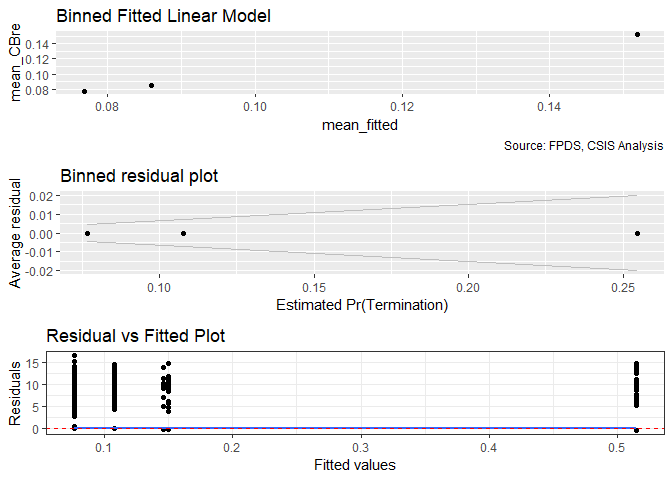 Binned Fitted Linear Model
mean_CBre
0.14
0.12
0.10
0.08
0.08 0.10 0.12 0.14
mean_fitted
Source: FPDS, CSIS Analysis
Binned residual plot
Average residual
0.02
0.01
0.00
-0.01
-0.02
0.10 0.15 0.20 0.25
Estimated Pr(Termination)
Residual vs Fitted Plot
Residuals
15
10
5
0
0.1 0.2 0.3 0.4 0.5
Fitted values